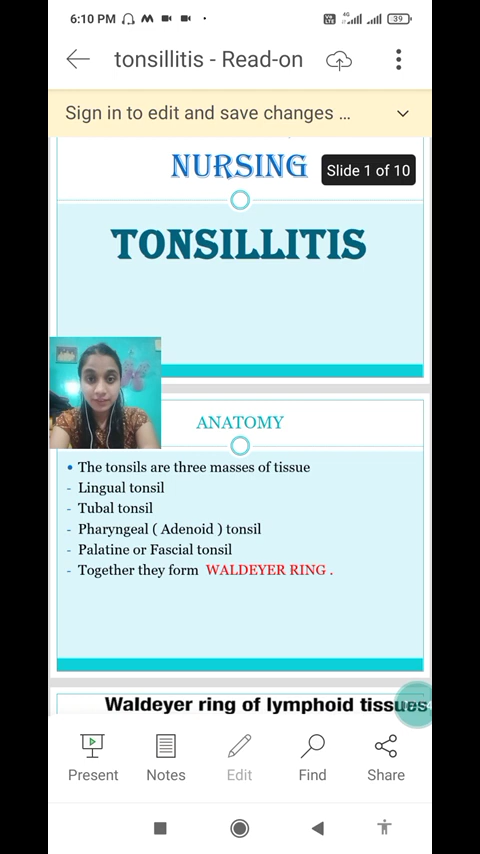 6:10 PM
4G
39
tonsillitis - Read-on
Sign in to edit and save changes ...
NURSING
Slide 1 of 10
TONSILLITIS
ANATOMY
• The tonsils are three masses of tissue
- Lingual tonsil
- Tubal tonsil
- Pharyngeal ( Adenoid ) tonsil
- Palatine or Fascial tonsil
- Together they form WALDEYER RING .
Waldeyer ring of lymphoid tissues
Present Notes Edit Find Share